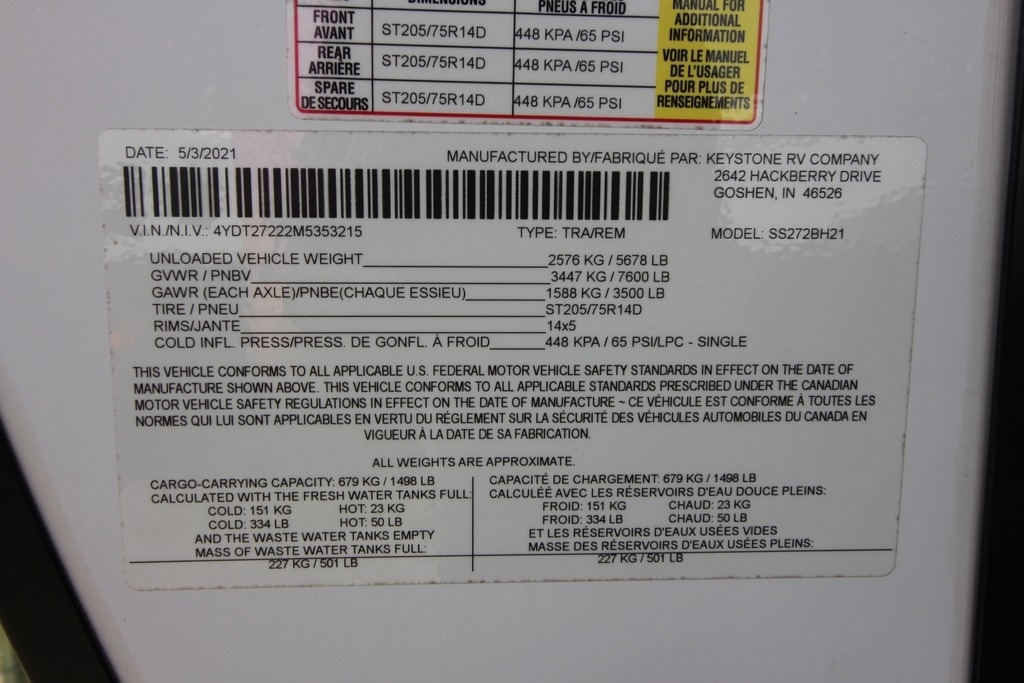 DIMENSIONS
PNEUS A FROID
MANUAL FOR
ADDITIONAL
INFORMATION
FRONT
AVANT
ST205/75R14D
448 KPA /65 PSI
REAR
ARRIÈRE
ST205/75R14D
448 KPA /65 PSI
VOIR LE MANUEL
DE L'USAGER
POUR PLUS DE
RENSEIGNEMENTS
SPARE
DE SECOURS
ST205/75R14D
448 KPA /65 PSI
DATE: 5/3/2021
MANUFACTURED BY/FABRIQUÉ PAR: KEYSTONE RV COMPANY
2642 HACKBERRY DRIVE
GOSHEN, IN 46526
V.I.N./N.I.V.: 4YDT27222M5353215 TYPE: TRA/REM MODEL: SS272BH21
UNLOADED VEHICLE WEIGHT 2576 KG / 5678 LB
GVWR / PNBV 3447 KG / 7600 LB
GAWR (EACH AXLE)/PNBE(CHAQUE ESSIEU) 1588 KG / 3500 LB
TIRE / PNEU ST205/75R14D
RIMS/JANTE 14x5
COLD INFL. PRESS/PRESS. DE GONFL. À FROID 448 KPA / 65 PSI/LPC - SINGLE
THIS VEHICLE CONFORMS TO ALL APPLICABLE U.S. FEDERAL MOTOR VEHICLE SAFETY STANDARDS IN EFFECT ON THE DATE OF
MANUFACTURE SHOWN ABOVE. THIS VEHICLE CONFORMS TO ALL APPLICABLE STANDARDS PRESCRIBED UNDER THE CANADIAN
MOTOR VEHICLE SAFETY REGULATIONS IN EFFECT ON THE DATE OF MANUFACTURE ~ CE VÉHICULE EST CONFORME À TOUTES LES
NORMES QUI LUI SONT APPLICABLES EN VERTU DU RÉGLEMENT SUR LA SÉCURITÉ DES VÉHICULES AUTOMOBILES DU CANADA EN
VIGUEUR À LA DATE DE SA FABRICATION.
ALL WEIGHTS ARE APPROXIMATE.
CARGO-CARRYING CAPACITY: 679 KG / 1498 LB
CALCULATED WITH THE FRESH WATER TANKS FULL:
COLD: 151 KG HOT: 23 KG
COLD: 334 LB HOT: 50 LB
AND THE WASTE WATER TANKS EMPTY
MASS OF WASTE WATER TANKS FULL:
227 KG / 501 LB
CAPACITÉ DE CHARGEMENT: 679 KG / 1498 LB
CALCULÉE AVEC LES RÉSERVOIRS D'EAU DOUCE PLEINS:
FROID: 151 KG CHAUD: 23 KG
FROID: 334 LB CHAUD: 50 LB
ET LES RÉSERVOIRS D'EAUX USÉES VIDES
MASSE DES RÉSERVOIRS D'EAUX USÉES PLEINS:
227 KG / 501 LB